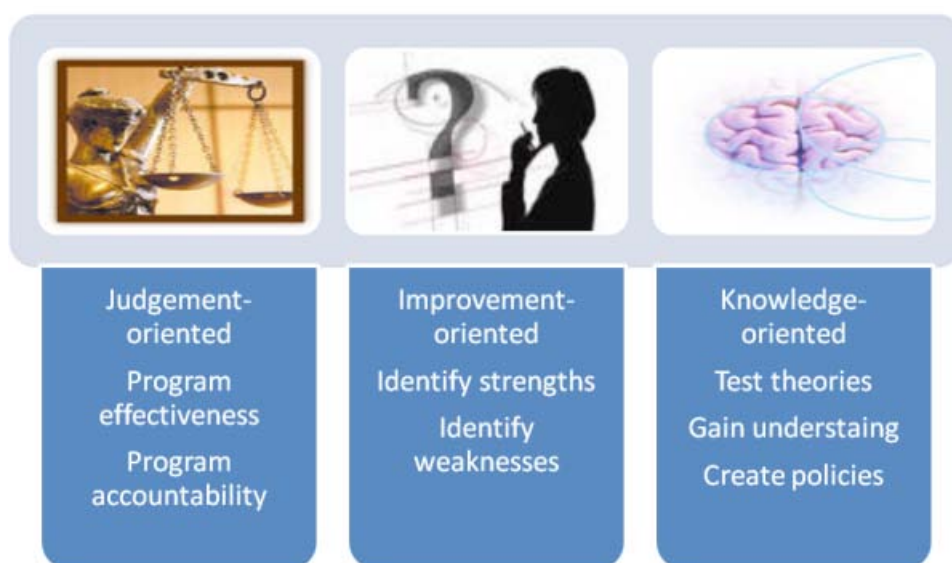 Judgement-
oriented
Program
effectiveness
Program
accountability
Improvement-
oriented
Identify strengths
Identify
weaknesses
Knowledge-
oriented
Test theories
Gain understaing
Create policies